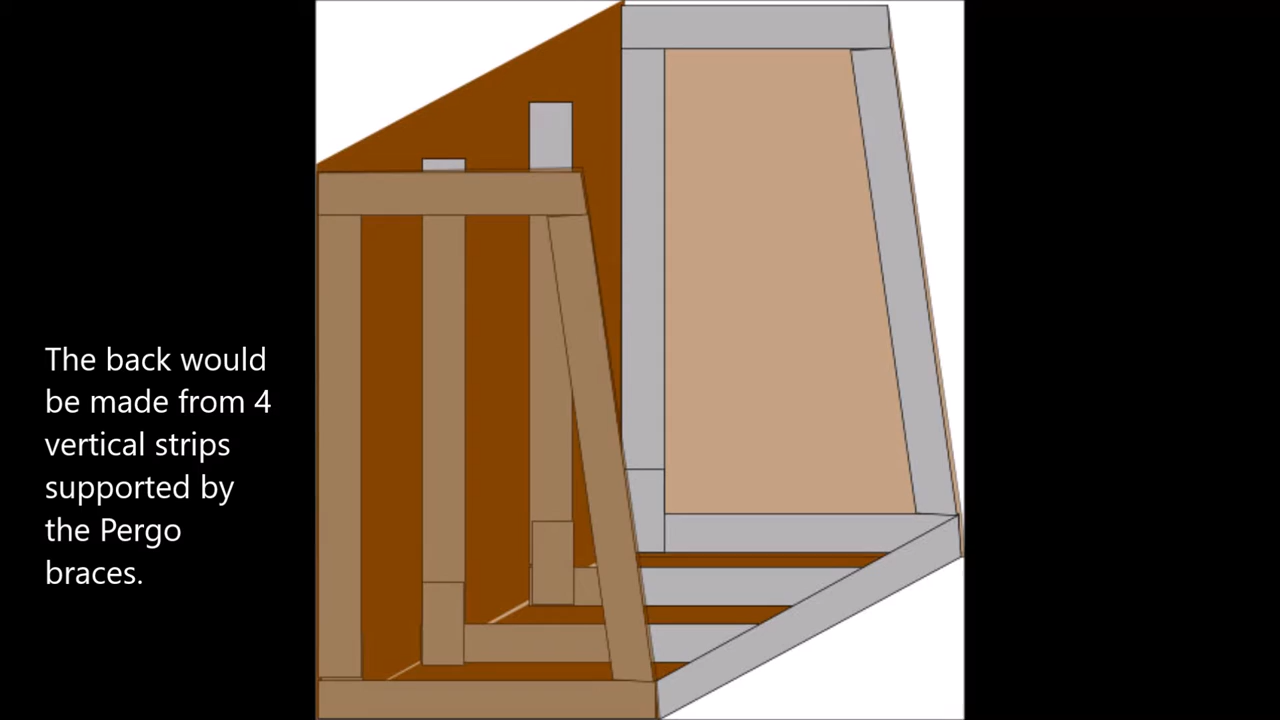 The back would
be made from 4
vertical strips
supported by
the Pergo
braces.